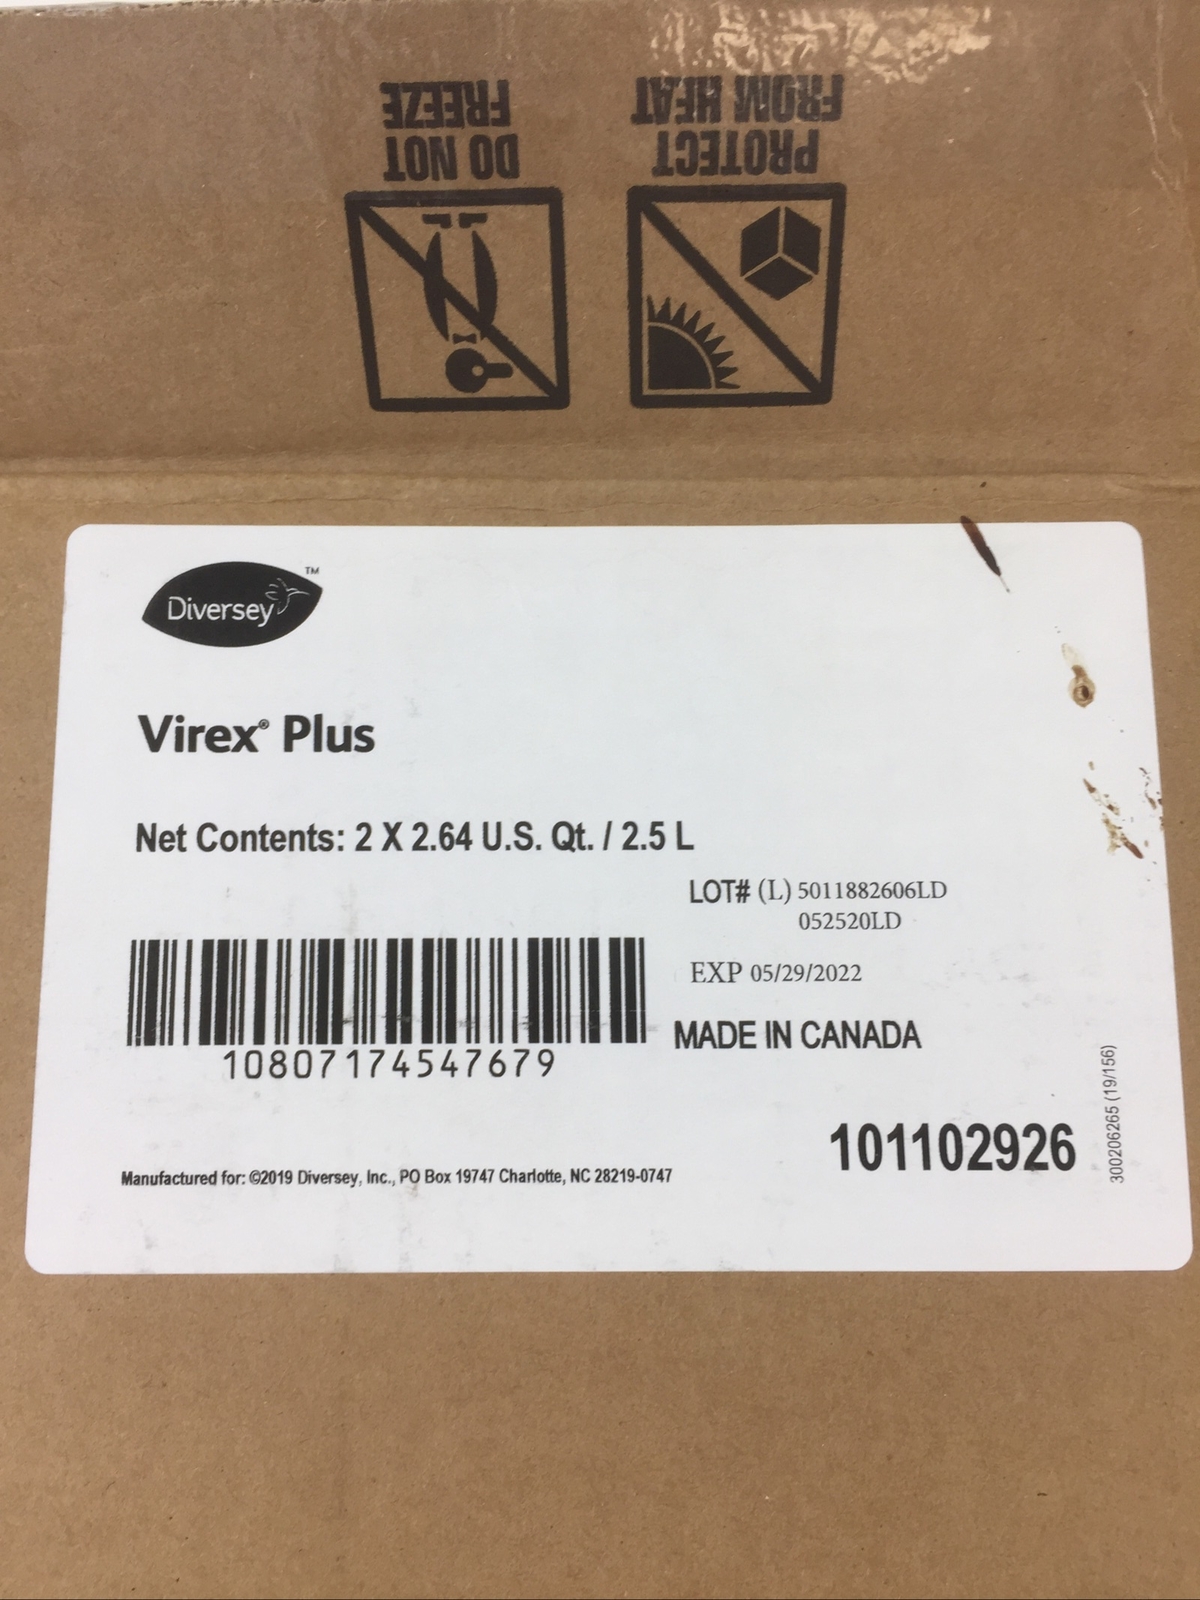 DO NOT
FREEZE
PROTECT
FROM HEAT
Diversey™
Virex® Plus
Net Contents: 2 X 2.64 U.S. Qt. / 2.5 L
LOT# (L) 5011882606LD
052520LD
EXP 05/29/2022
MADE IN CANADA
10807174547679
101102926
300206265 (19/156)
Manufactured for: ©2019 Diversey, Inc., PO Box 19747 Charlotte, NC 28219-0747